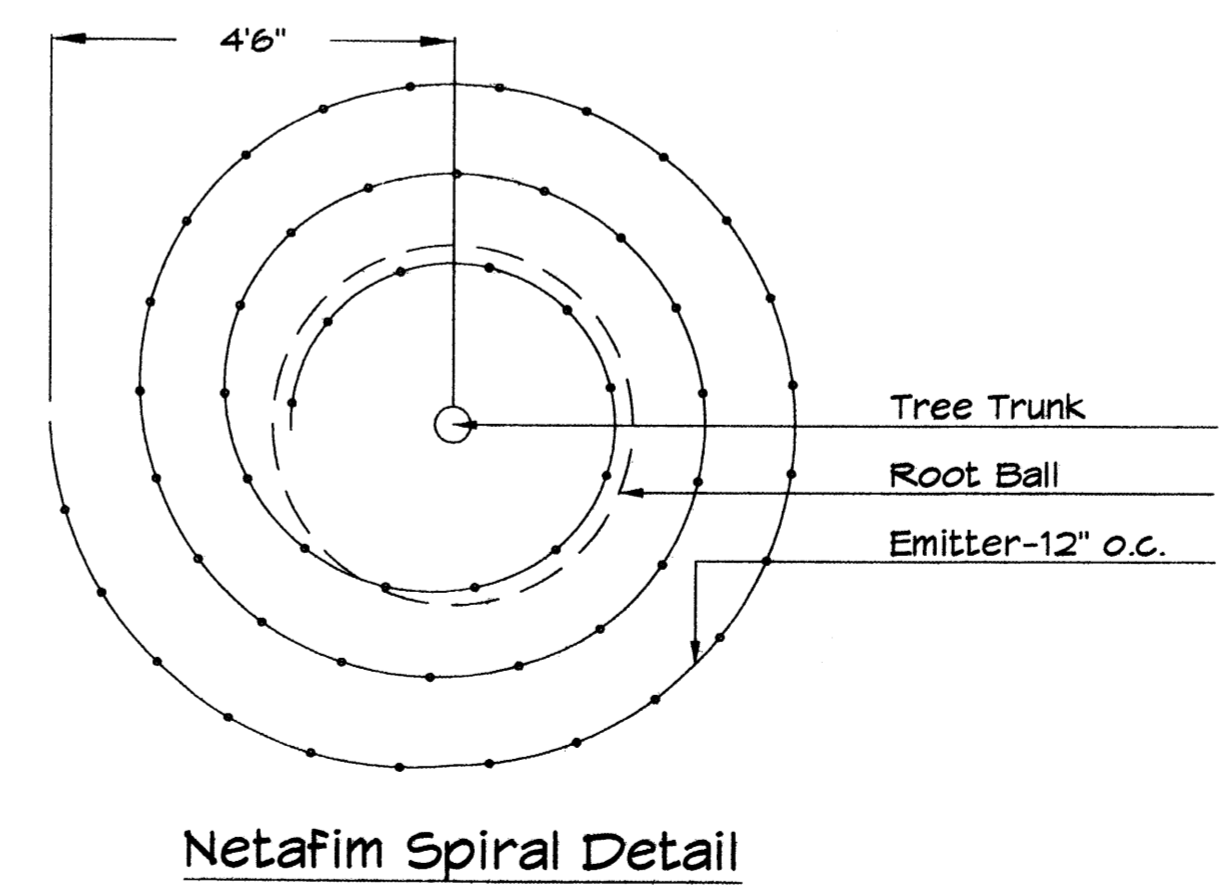 4'6"
Tree Trunk
Root Ball
Emitter-12" o.c.
Netafim Spiral Detail